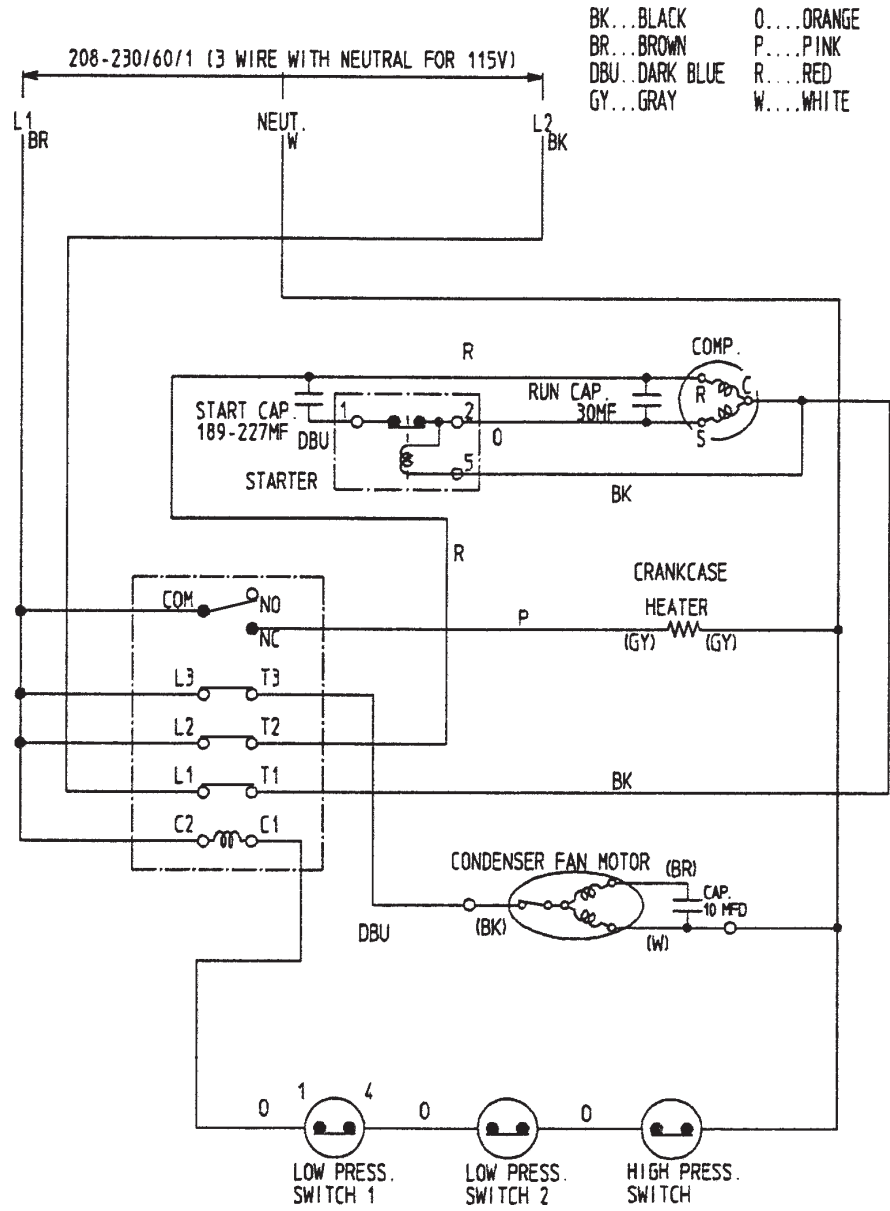 BK...BLACK O....ORANGE
BR...BROWN P....PINK
DBU..DARK BLUE R....RED
GY...GRAY W....WHITE
208-230/60/1 (3 WIRE WITH NEUTRAL FOR 115V)
L1 NEUT. L2
BR W BK
R COMP.
RUN CAP. R C
30MF
START CAP. 1 2
189-227MF DBU O S
STARTER 5
BK
R
CRANKCASE
COM NO HEATER
NC P (GY) (GY)
L3 T3
L2 T2
L1 T1 BK
C2 C1
CONDENSER FAN MOTOR (BR)
CAP.
10 MFD
DBU (BK) (W)
O 1 4 O O
LOW PRESS. LOW PRESS. HIGH PRESS.
SWITCH 1 SWITCH 2 SWITCH